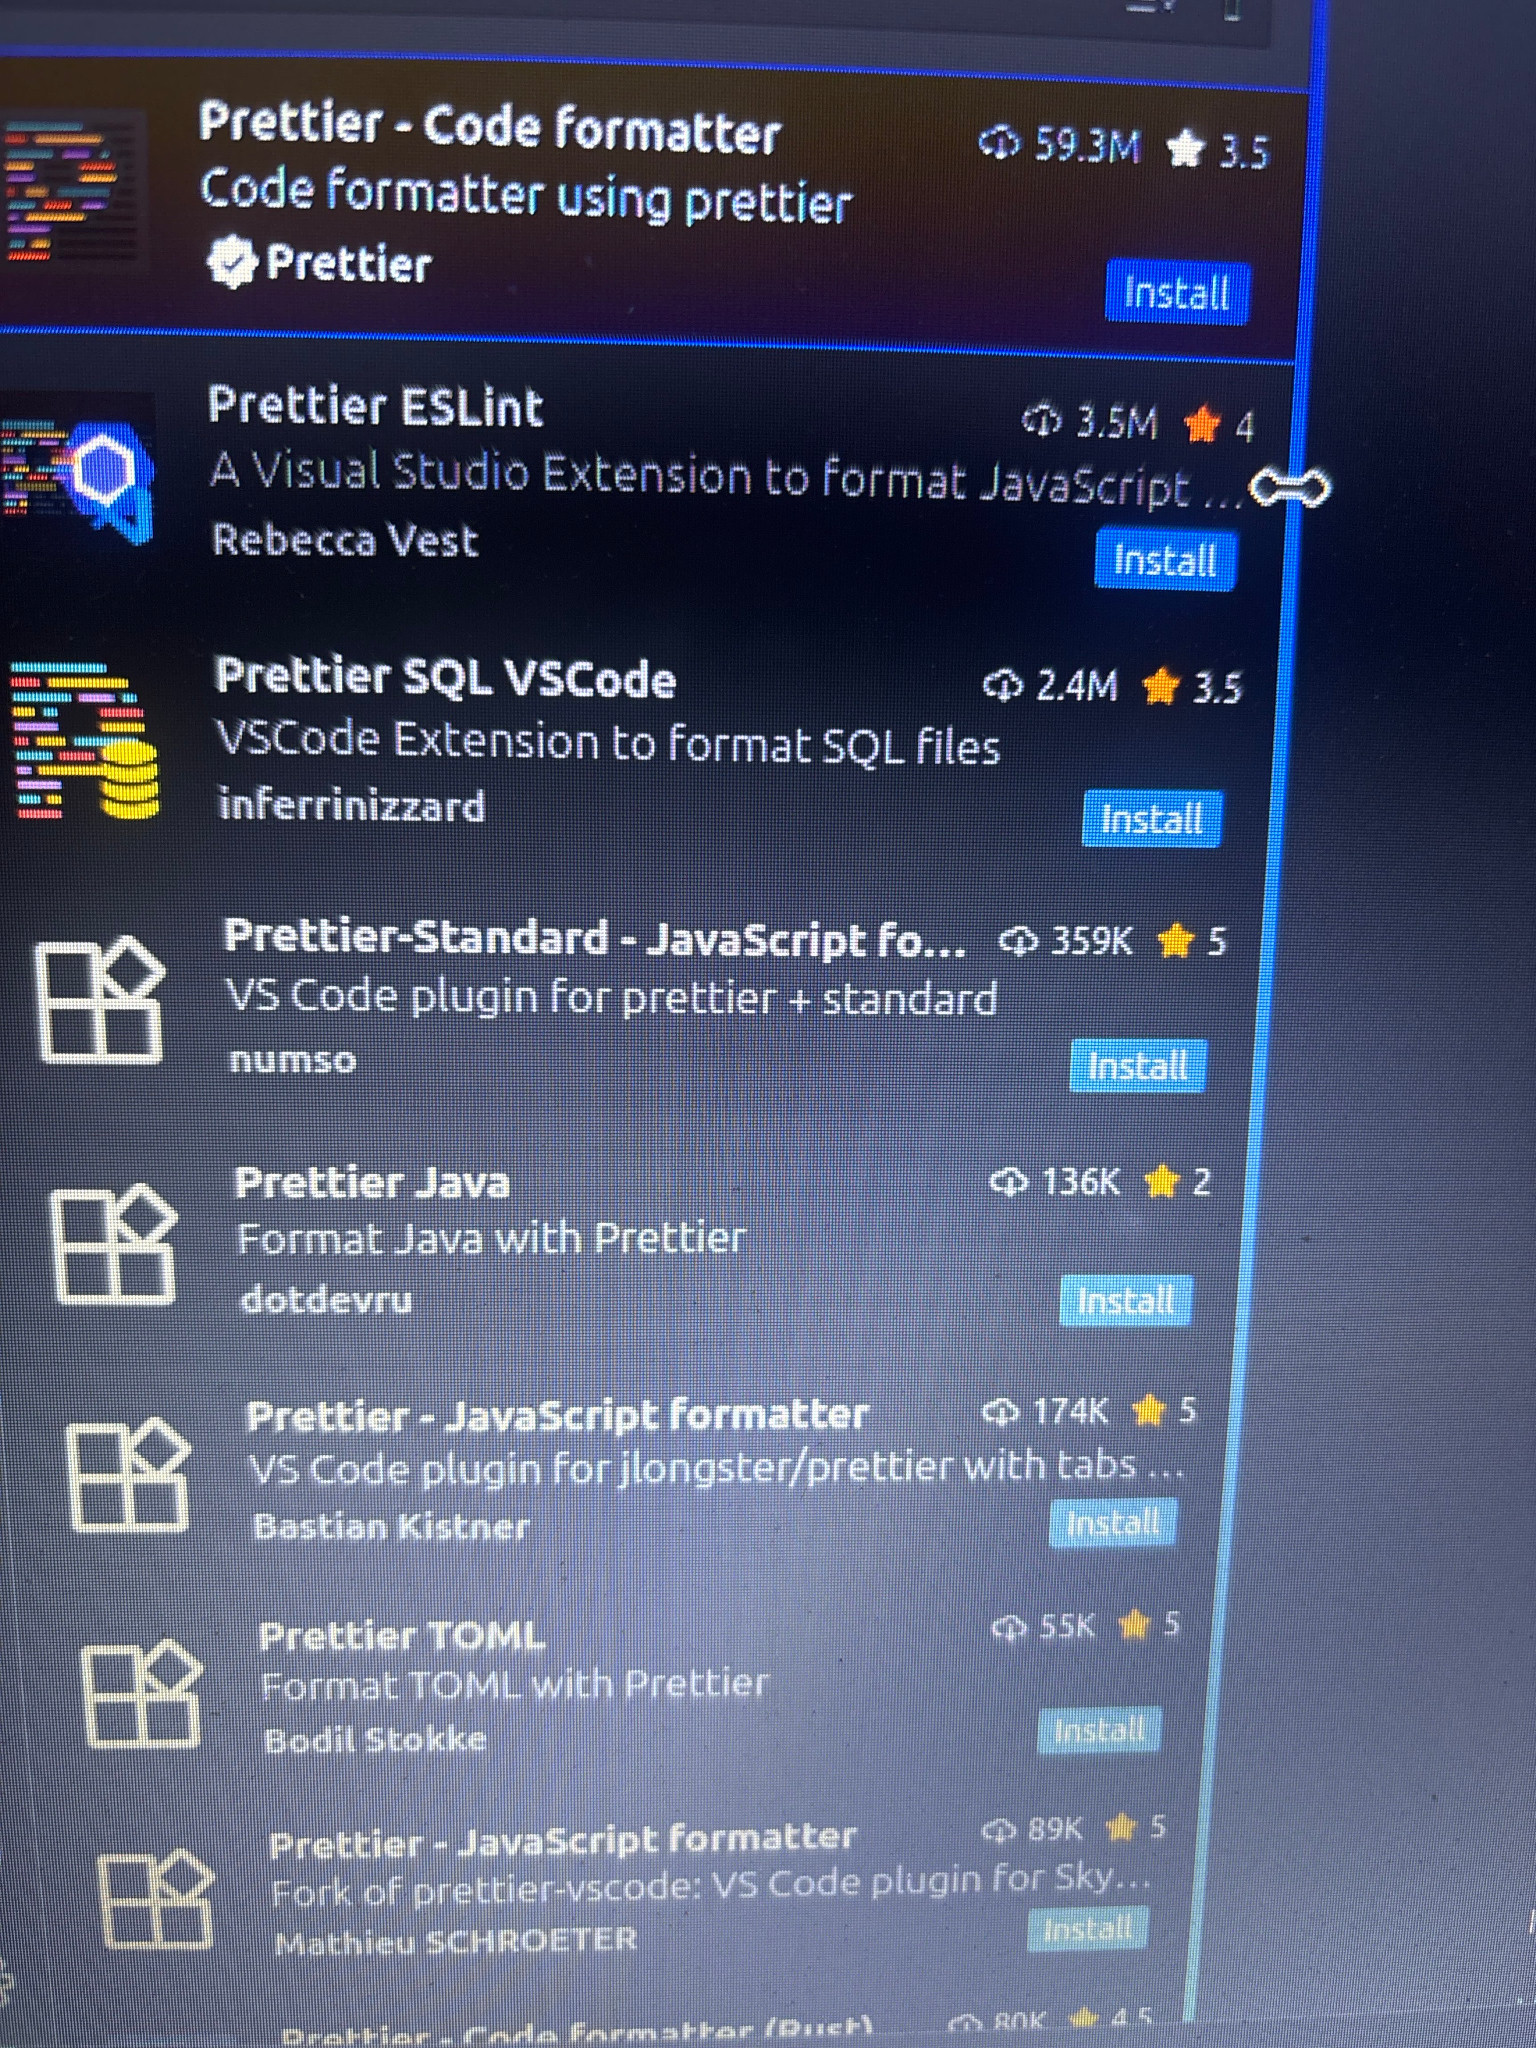 Prettier - Code formatter 59.3M 3.5
Code formatter using prettier
Prettier
Install
Prettier ESLint 3.5M 4
A Visual Studio Extension to format JavaScript ...
Rebecca Vest
Install
Prettier SQL VSCode 2.4M 3.5
VSCode Extension to format SQL files
inferrinizzard
Install
Prettier-Standard - JavaScript fo... 359K 5
VS Code plugin for prettier + standard
numso
Install
Prettier Java 136K 2
Format Java with Prettier
dotdevru
Install
Prettier - JavaScript formatter 174K 5
VS Code plugin for jlongster/prettier with tabs ...
Bastian Kistner
Install
Prettier TOML 55K 5
Format TOML with Prettier
Bodil Stokke
Install
Prettier - JavaScript formatter 89K 5
Fork of prettier-vscode: VS Code plugin for Sky...
Mathieu SCHROETER
Install
Prettier - Code formatter (Rust) 80K 4.5